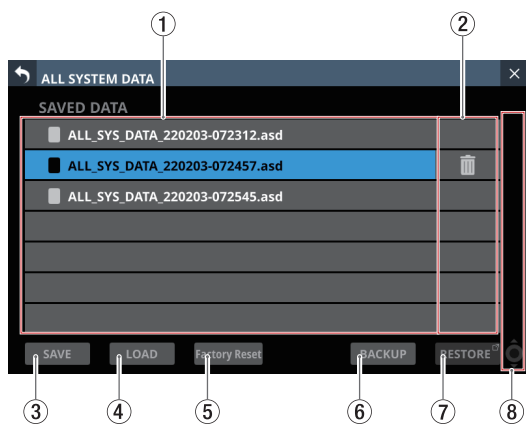 ① ②
ALL SYSTEM DATA ×
SAVED DATA
ALL_SYS_DATA_220203-072312.asd
ALL_SYS_DATA_220203-072457.asd
ALL_SYS_DATA_220203-072545.asd
SAVE LOAD Factory Reset BACKUP RESTORE
③ ④ ⑤ ⑥ ⑦ ⑧